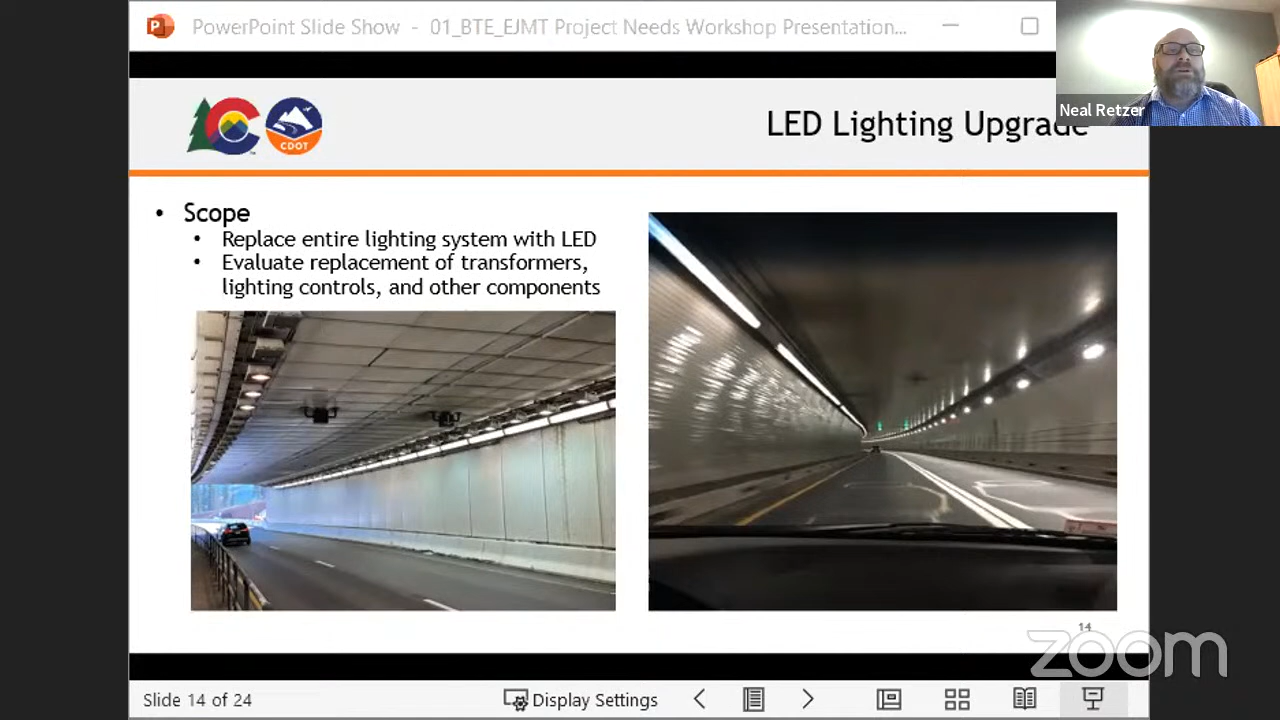 PowerPoint Slide Show - 01_BTE_EJMT Project Needs Workshop Presentation...
Neal Retzer
CDOT
LED Lighting Upgrade
• Scope
• Replace entire lighting system with LED
• Evaluate replacement of transformers,
lighting controls, and other components
14
zoom
Slide 14 of 24
Display Settings